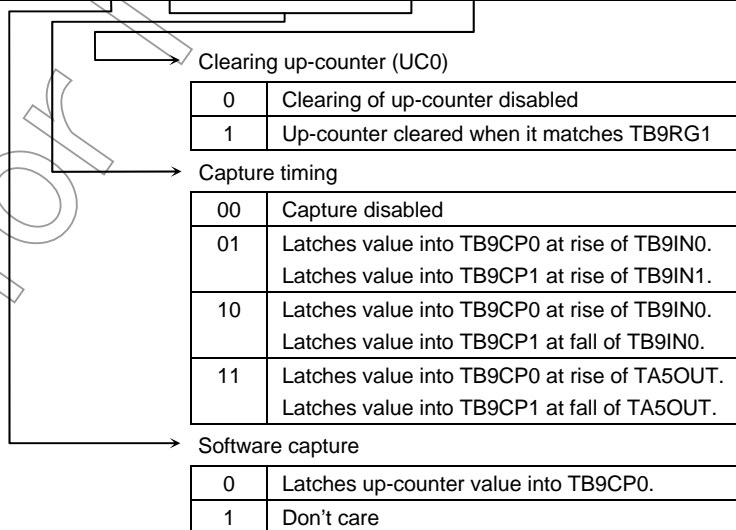 Clearing up-counter (UC0)
0 Clearing of up-counter disabled
1 Up-counter cleared when it matches TB9RG1
Capture timing
00 Capture disabled
01 Latches value into TB9CP0 at rise of TB9IN0.
Latches value into TB9CP1 at rise of TB9IN1.
10 Latches value into TB9CP0 at rise of TB9IN0.
Latches value into TB9CP1 at fall of TB9IN0.
11 Latches value into TB9CP0 at rise of TA5OUT.
Latches value into TB9CP1 at fall of TA5OUT.
Software capture
0 Latches up-counter value into TB9CP0.
1 Don't care